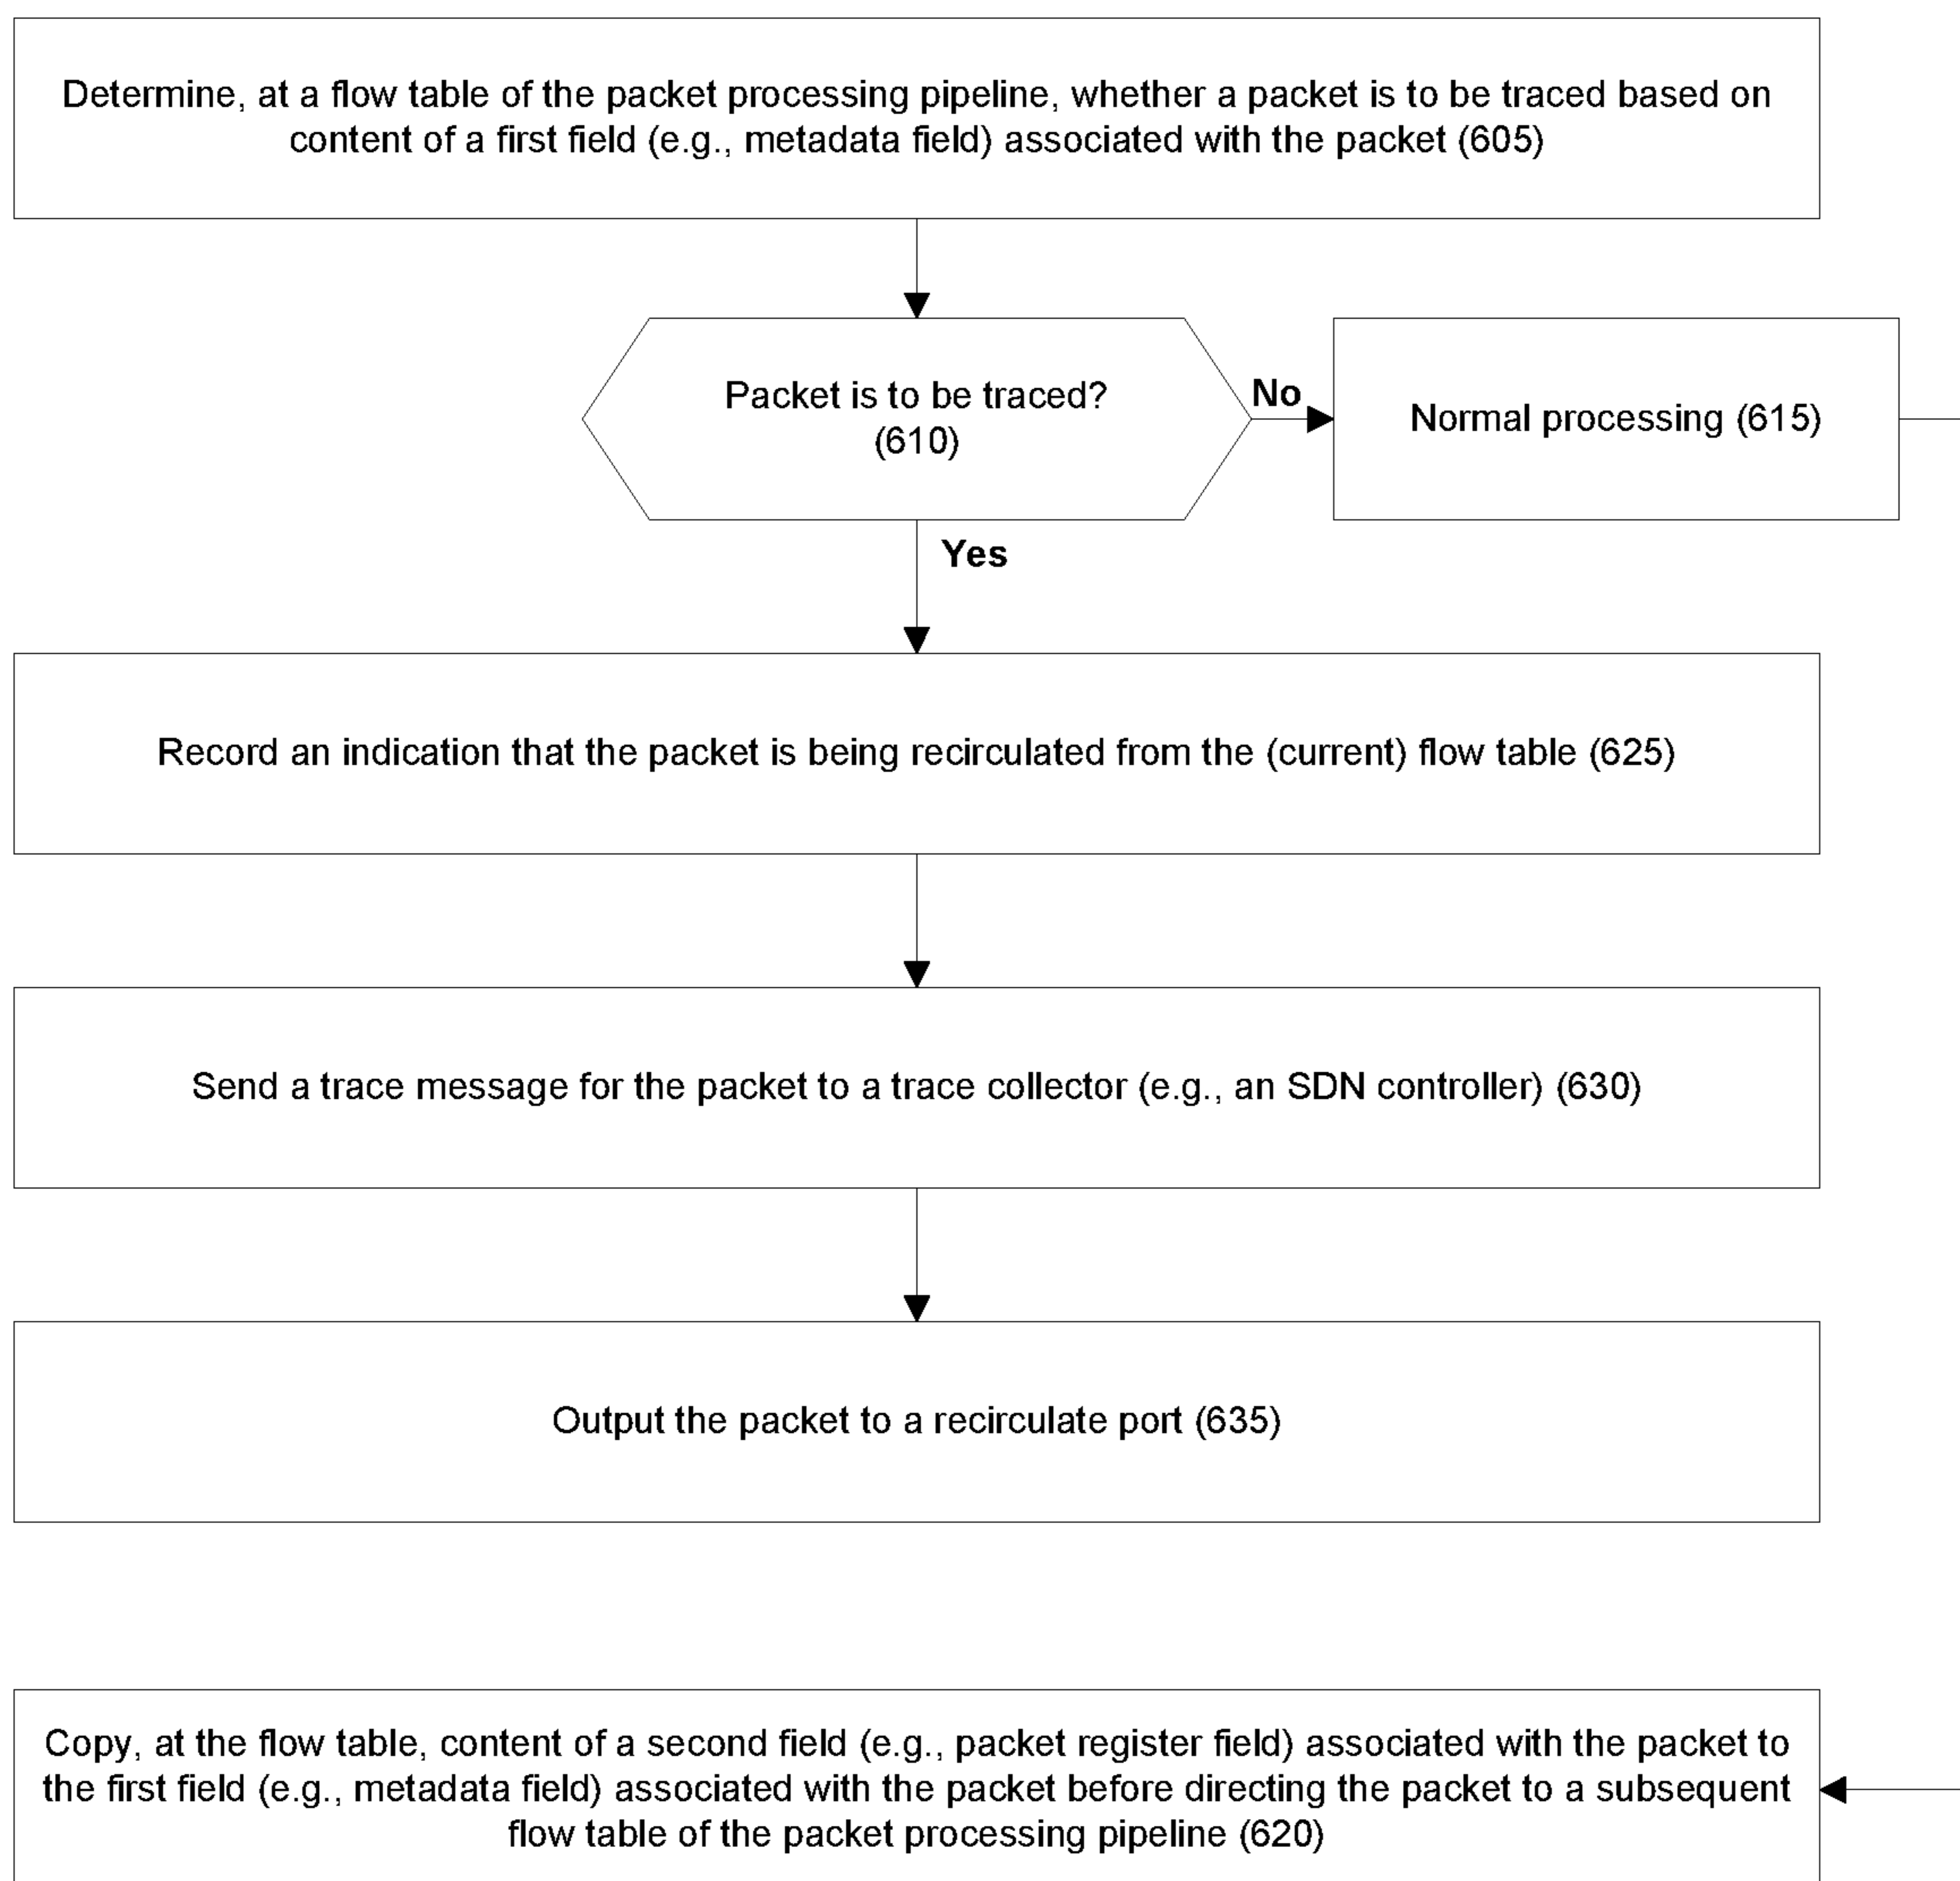 Determine, at a flow table of the packet processing pipeline, whether a packet is to be traced based on
content of a first field (e.g., metadata field) associated with the packet (605)
Packet is to be traced?
(610)
No
Normal processing (615)
Yes
Record an indication that the packet is being recirculated from the (current) flow table (625)
Send a trace message for the packet to a trace collector (e.g., an SDN controller) (630)
Output the packet to a recirculate port (635)
Copy, at the flow table, content of a second field (e.g., packet register field) associated with the packet to
the first field (e.g., metadata field) associated with the packet before directing the packet to a subsequent
flow table of the packet processing pipeline (620)